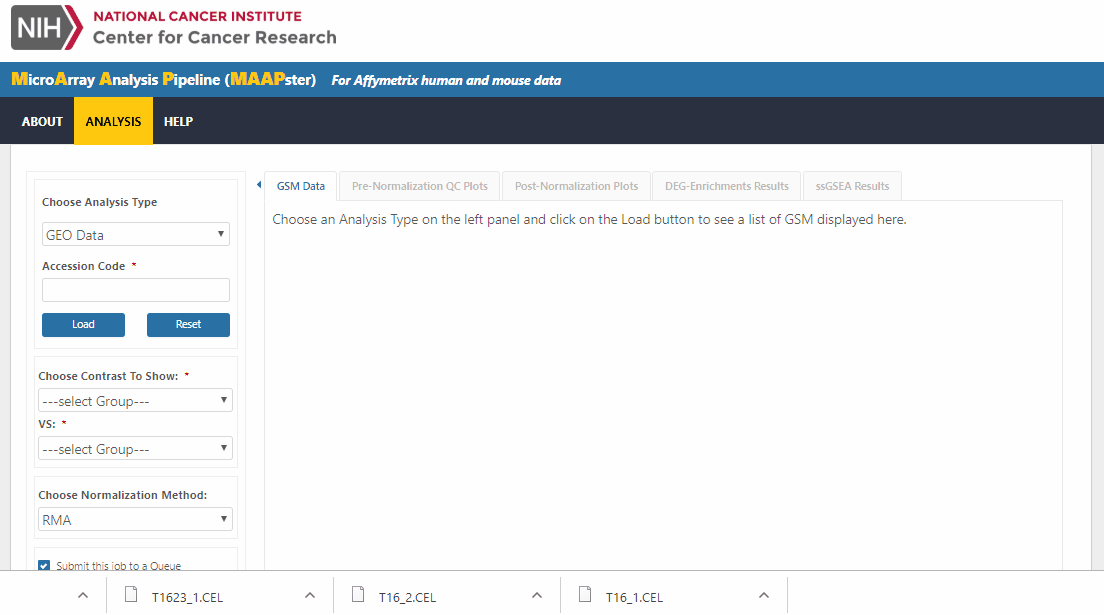 NIH
NATIONAL CANCER INSTITUTE
Center for Cancer Research
MicroArray Analysis Pipeline (MAAPster) For Affymetrix human and mouse data
ABOUT ANALYSIS HELP
GSM Data Pre-Normalization QC Plots Post-Normalization Plots DEG-Enrichments Results ssGSEA Results
Choose an Analysis Type on the left panel and click on the Load button to see a list of GSM displayed here.
Choose Analysis Type
GEO Data
Accession Code *
Load Reset
Choose Contrast To Show: *
---select Group---
VS: *
---select Group---
Choose Normalization Method:
RMA
Submit this job to a Queue
T1623_1.CEL T16_2.CEL T16_1.CEL